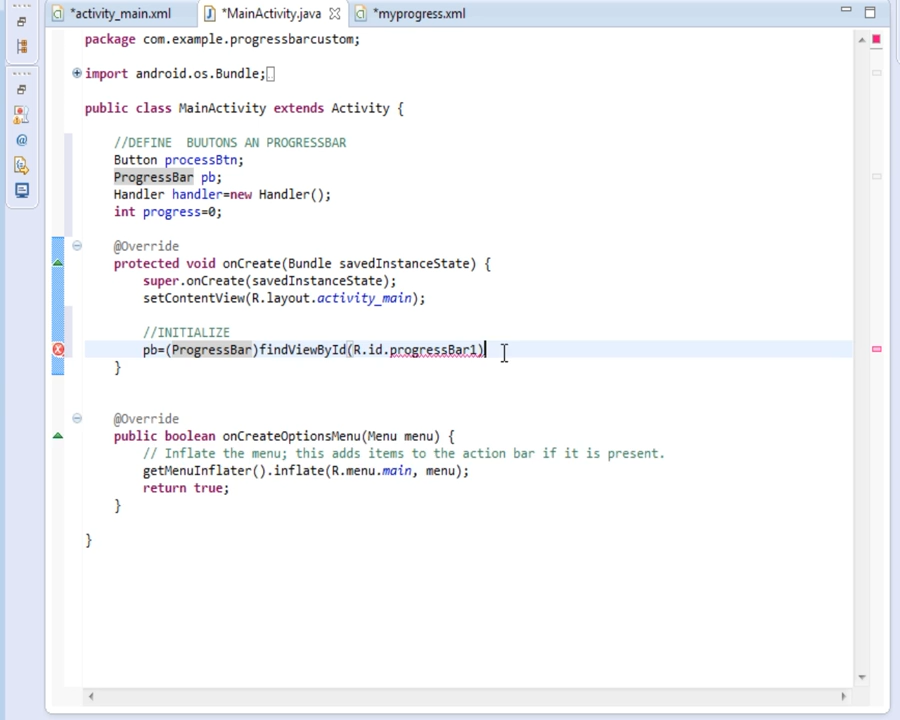 *activity_main.xml *MainActivity.java *myprogress.xml
package com.example.progressbarcustom;
import android.os.Bundle;
public class MainActivity extends Activity {
//DEFINE  BUUTONS AN PROGRESSBAR
Button processBtn;
ProgressBar pb;
Handler handler=new Handler();
int progress=0;
@Override
protected void onCreate(Bundle savedInstanceState) {
super.onCreate(savedInstanceState);
setContentView(R.layout.activity_main);
//INITIALIZE
pb=(ProgressBar)findViewById(R.id.progressBar1)
}
@Override
public boolean onCreateOptionsMenu(Menu menu) {
// Inflate the menu; this adds items to the action bar if it is present.
getMenuInflater().inflate(R.menu.main, menu);
return true;
}
}